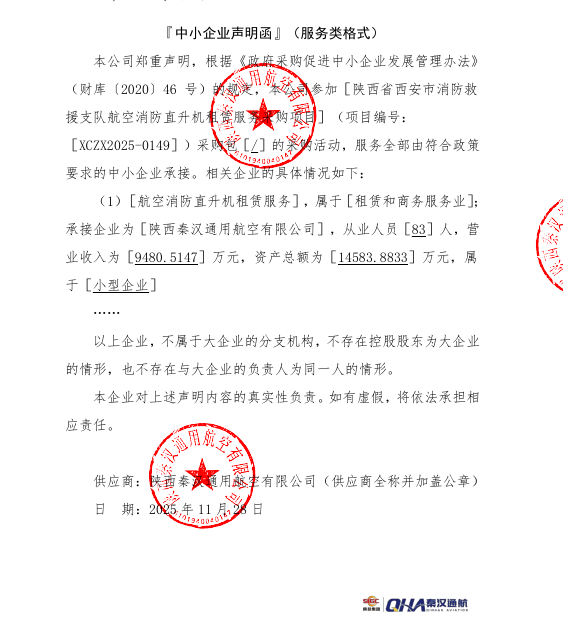 『中小企业声明函』（服务类格式）
本公司郑重声明，根据《政府采购促进中小企业发展管理办法》
（财库〔2020〕46 号）的规定，本公司参加［陕西省西安市消防救
援支队航空消防直升机租赁服务采购项目］（项目编号：
［XCZX2025-0149］）采购包［/］的采购活动，服务全部由符合政策
要求的中小企业承接。相关企业的具体情况如下：
（1）［航空消防直升机租赁服务］，属于［租赁和商务服务业］；
承接企业为［陕西秦汉通用航空有限公司］，从业人员［83］人，营
业收入为［9480.5147］万元，资产总额为［14583.8833］万元，属
于［小型企业］
……
以上企业，不属于大企业的分支机构，不存在控股股东为大企业
的情形，也不存在与大企业的负责人为同一人的情形。
本企业对上述声明内容的真实性负责。如有虚假，将依法承担相
应责任。
供应商：陕西秦汉通用航空有限公司（供应商全称并加盖公章）
日 期：2025 年 11 月 28 日
陕西秦汉通用航空有限公司
6101940040147
SIGC
QHA 秦汉通航
QINHAN AVIATION